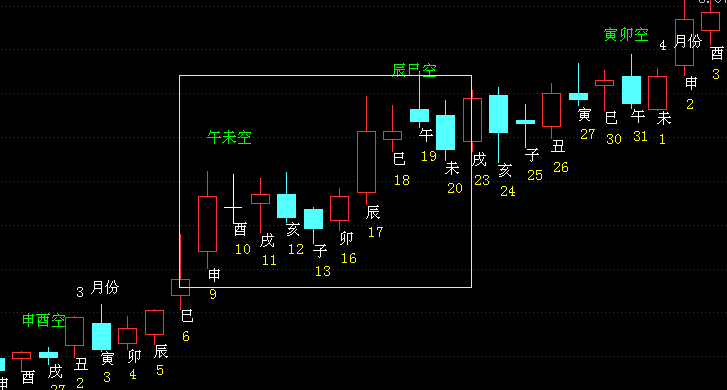 寅卯空
4 月份
酉
3
辰巳空
申
2
午未空
寅
27
巳
30
午
31
未
1
午
19
丑
26
子
25
巳
18
未
20
戌
23
亥
24
辰
17
卯
16
酉
10
戌
11
亥
12
子
13
申
9
3 月份
申酉空
巳
6
辰
5
卯
4
寅
3
丑
2
戌
27
酉
申